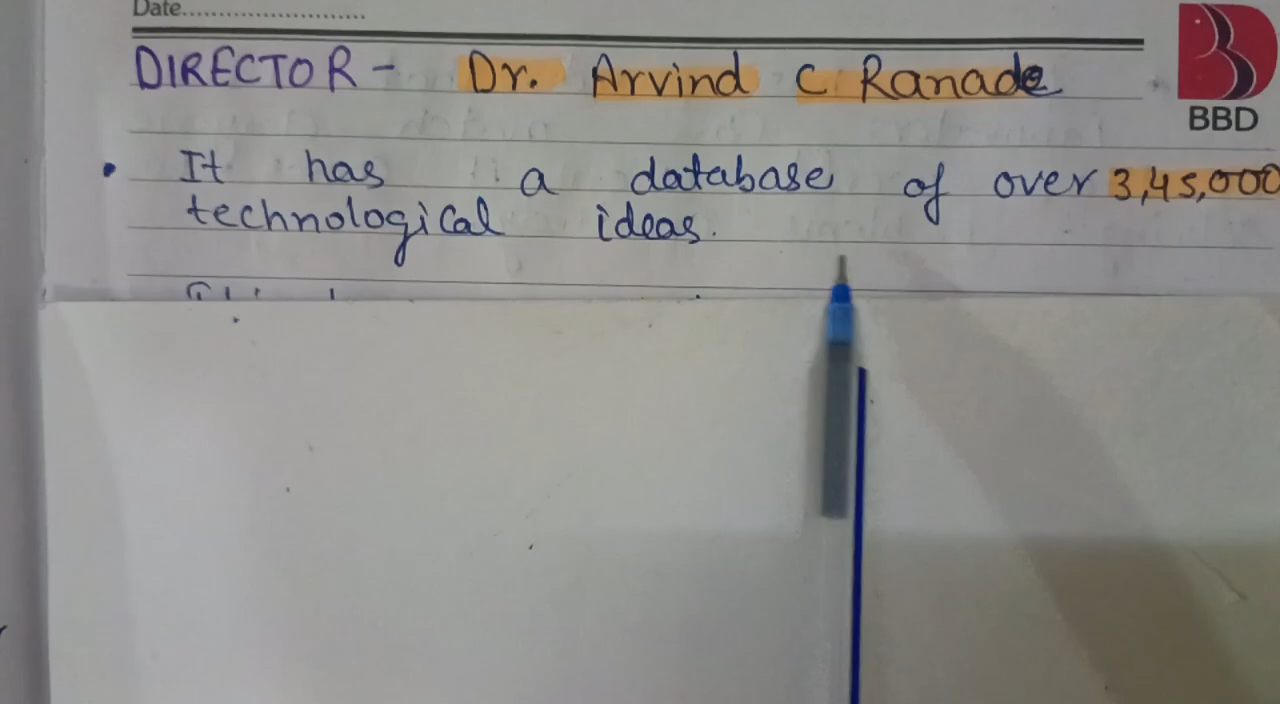 Date........................
DIRECTOR - Dr. Arvind C Ranade
BBD
• It has a database of over 3,45,000
technological ideas.